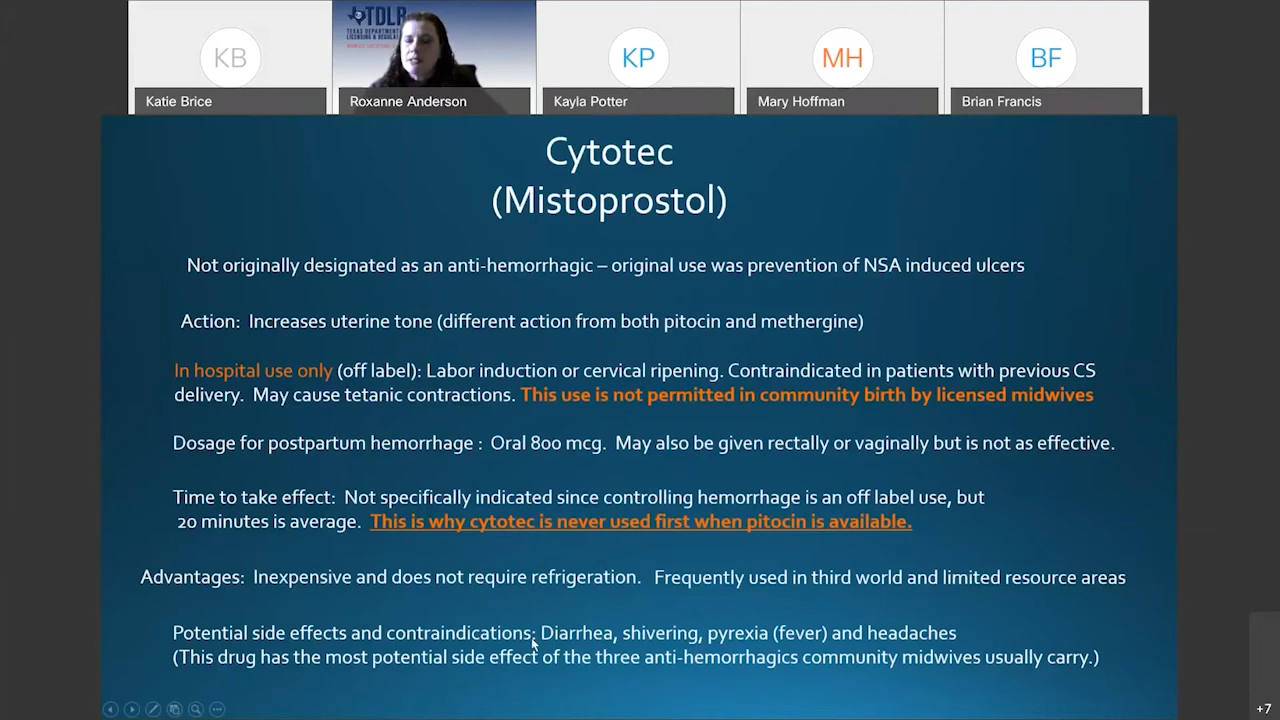 KB
TDLR
TEXAS DEPARTMENT
LICENSING & REGULA
KP
MH
BF
Katie Brice
Roxanne Anderson
Kayla Potter
Mary Hoffman
Brian Francis
Cytotec
(Mistoprostol)
Not originally designated as an anti-hemorrhagic – original use was prevention of NSA induced ulcers
Action: Increases uterine tone (different action from both pitocin and methergine)
In hospital use only (off label): Labor induction or cervical ripening. Contraindicated in patients with previous CS
delivery. May cause tetanic contractions. This use is not permitted in community birth by licensed midwives
Dosage for postpartum hemorrhage : Oral 800 mcg. May also be given rectally or vaginally but is not as effective.
Time to take effect: Not specifically indicated since controlling hemorrhage is an off label use, but
20 minutes is average. This is why cytotec is never used first when pitocin is available.
Advantages: Inexpensive and does not require refrigeration. Frequently used in third world and limited resource areas
Potential side effects and contraindications: Diarrhea, shivering, pyrexia (fever) and headaches
(This drug has the most potential side effect of the three anti-hemorrhagics community midwives usually carry.)
+7